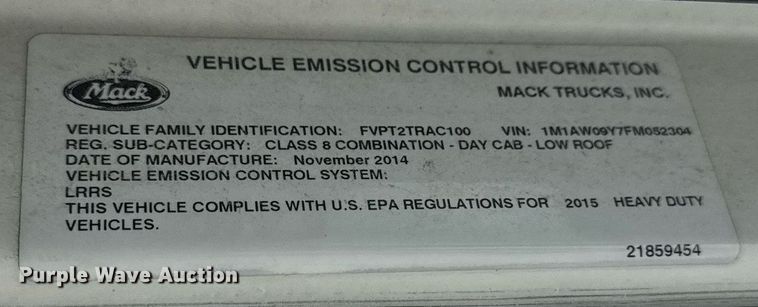 Mack
VEHICLE EMISSION CONTROL INFORMATION
MACK TRUCKS, INC.
VEHICLE FAMILY IDENTIFICATION: FVPT2TRAC100 VIN: 1M1AW09Y7FM052304
REG. SUB-CATEGORY: CLASS 8 COMBINATION - DAY CAB - LOW ROOF
DATE OF MANUFACTURE: November 2014
VEHICLE EMISSION CONTROL SYSTEM:
LRRS
THIS VEHICLE COMPLIES WITH U.S. EPA REGULATIONS FOR 2015 HEAVY DUTY
VEHICLES.
21859454
Purple Wave Auction